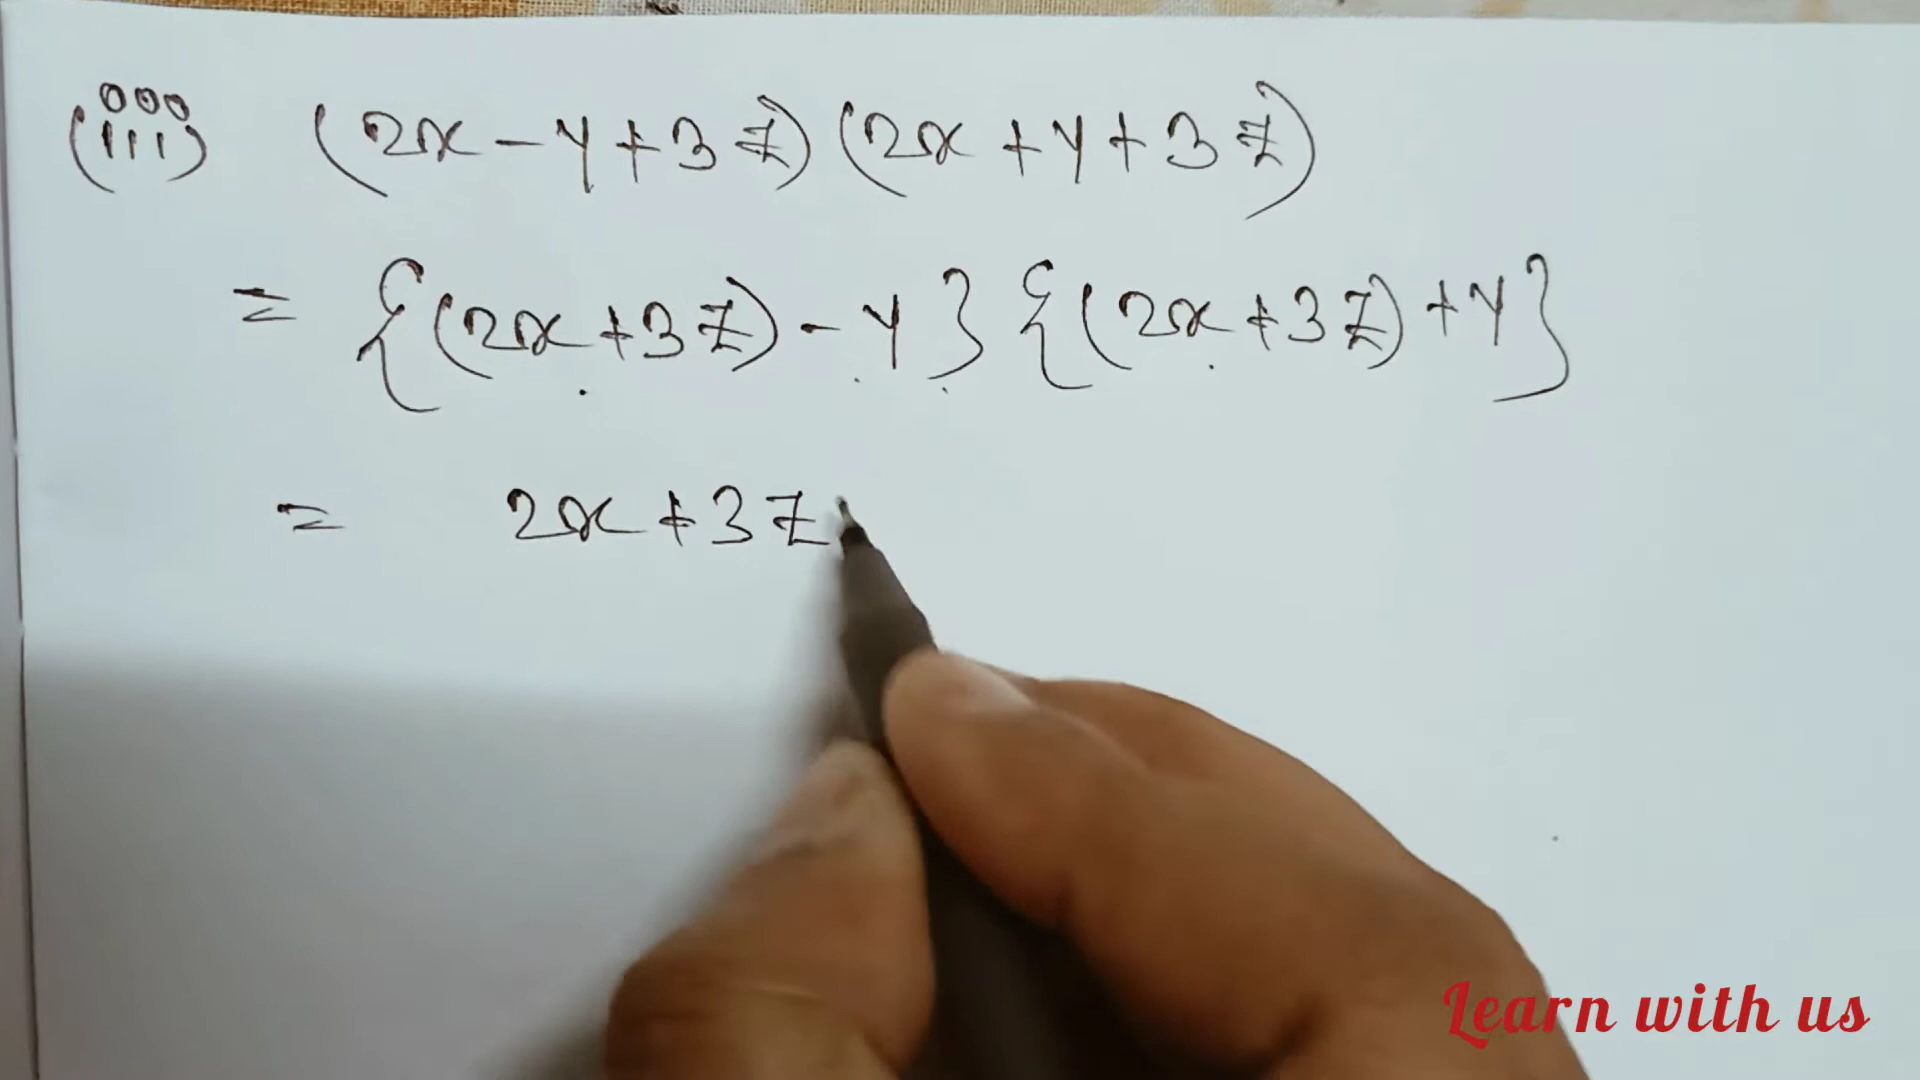 (iii) (2x - y + 3z) (2x + y + 3z)
= {(2x + 3z) - y} {(2x + 3z) + y}
= 2x + 3z
Learn with us